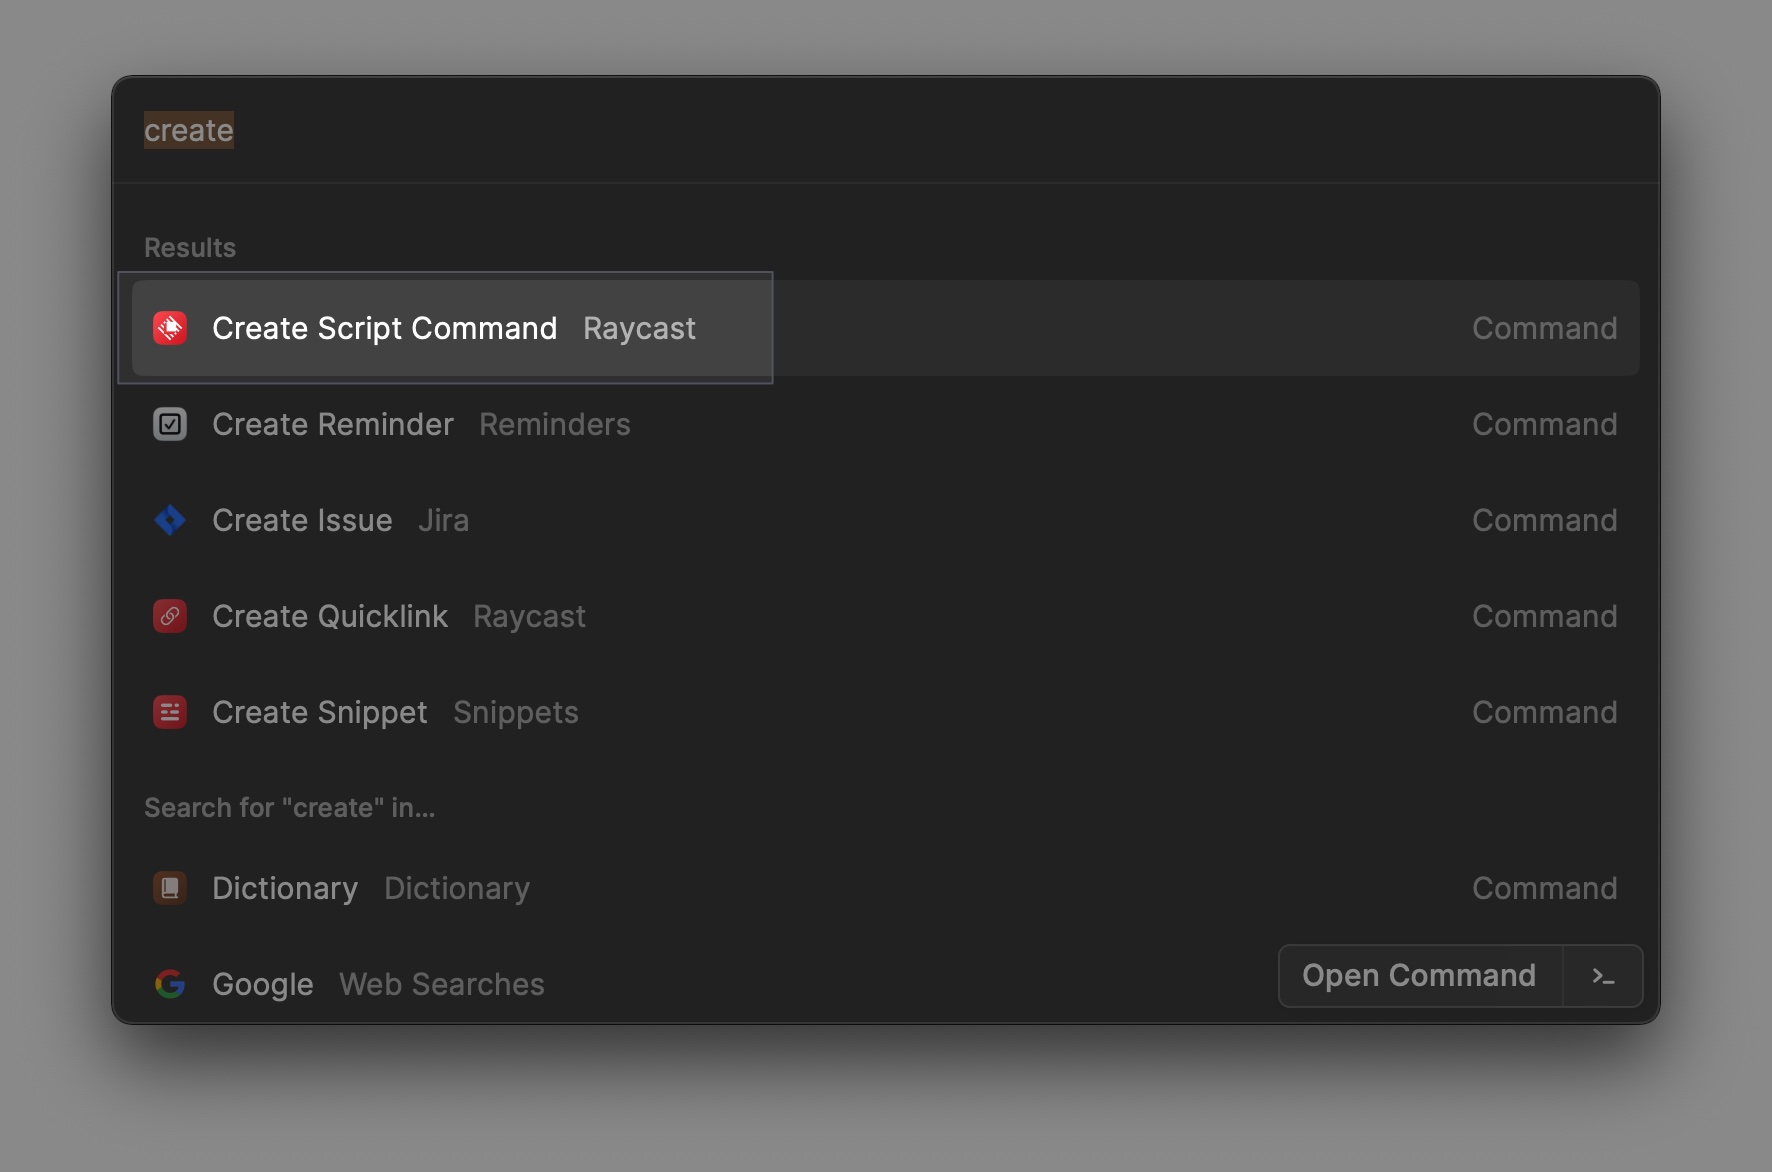 create
Results
Create Script Command Raycast Command
Create Reminder Reminders Command
Create Issue Jira Command
Create Quicklink Raycast Command
Create Snippet Snippets Command
Search for "create" in...
Dictionary Dictionary Command
Google Web Searches
Open Command >_